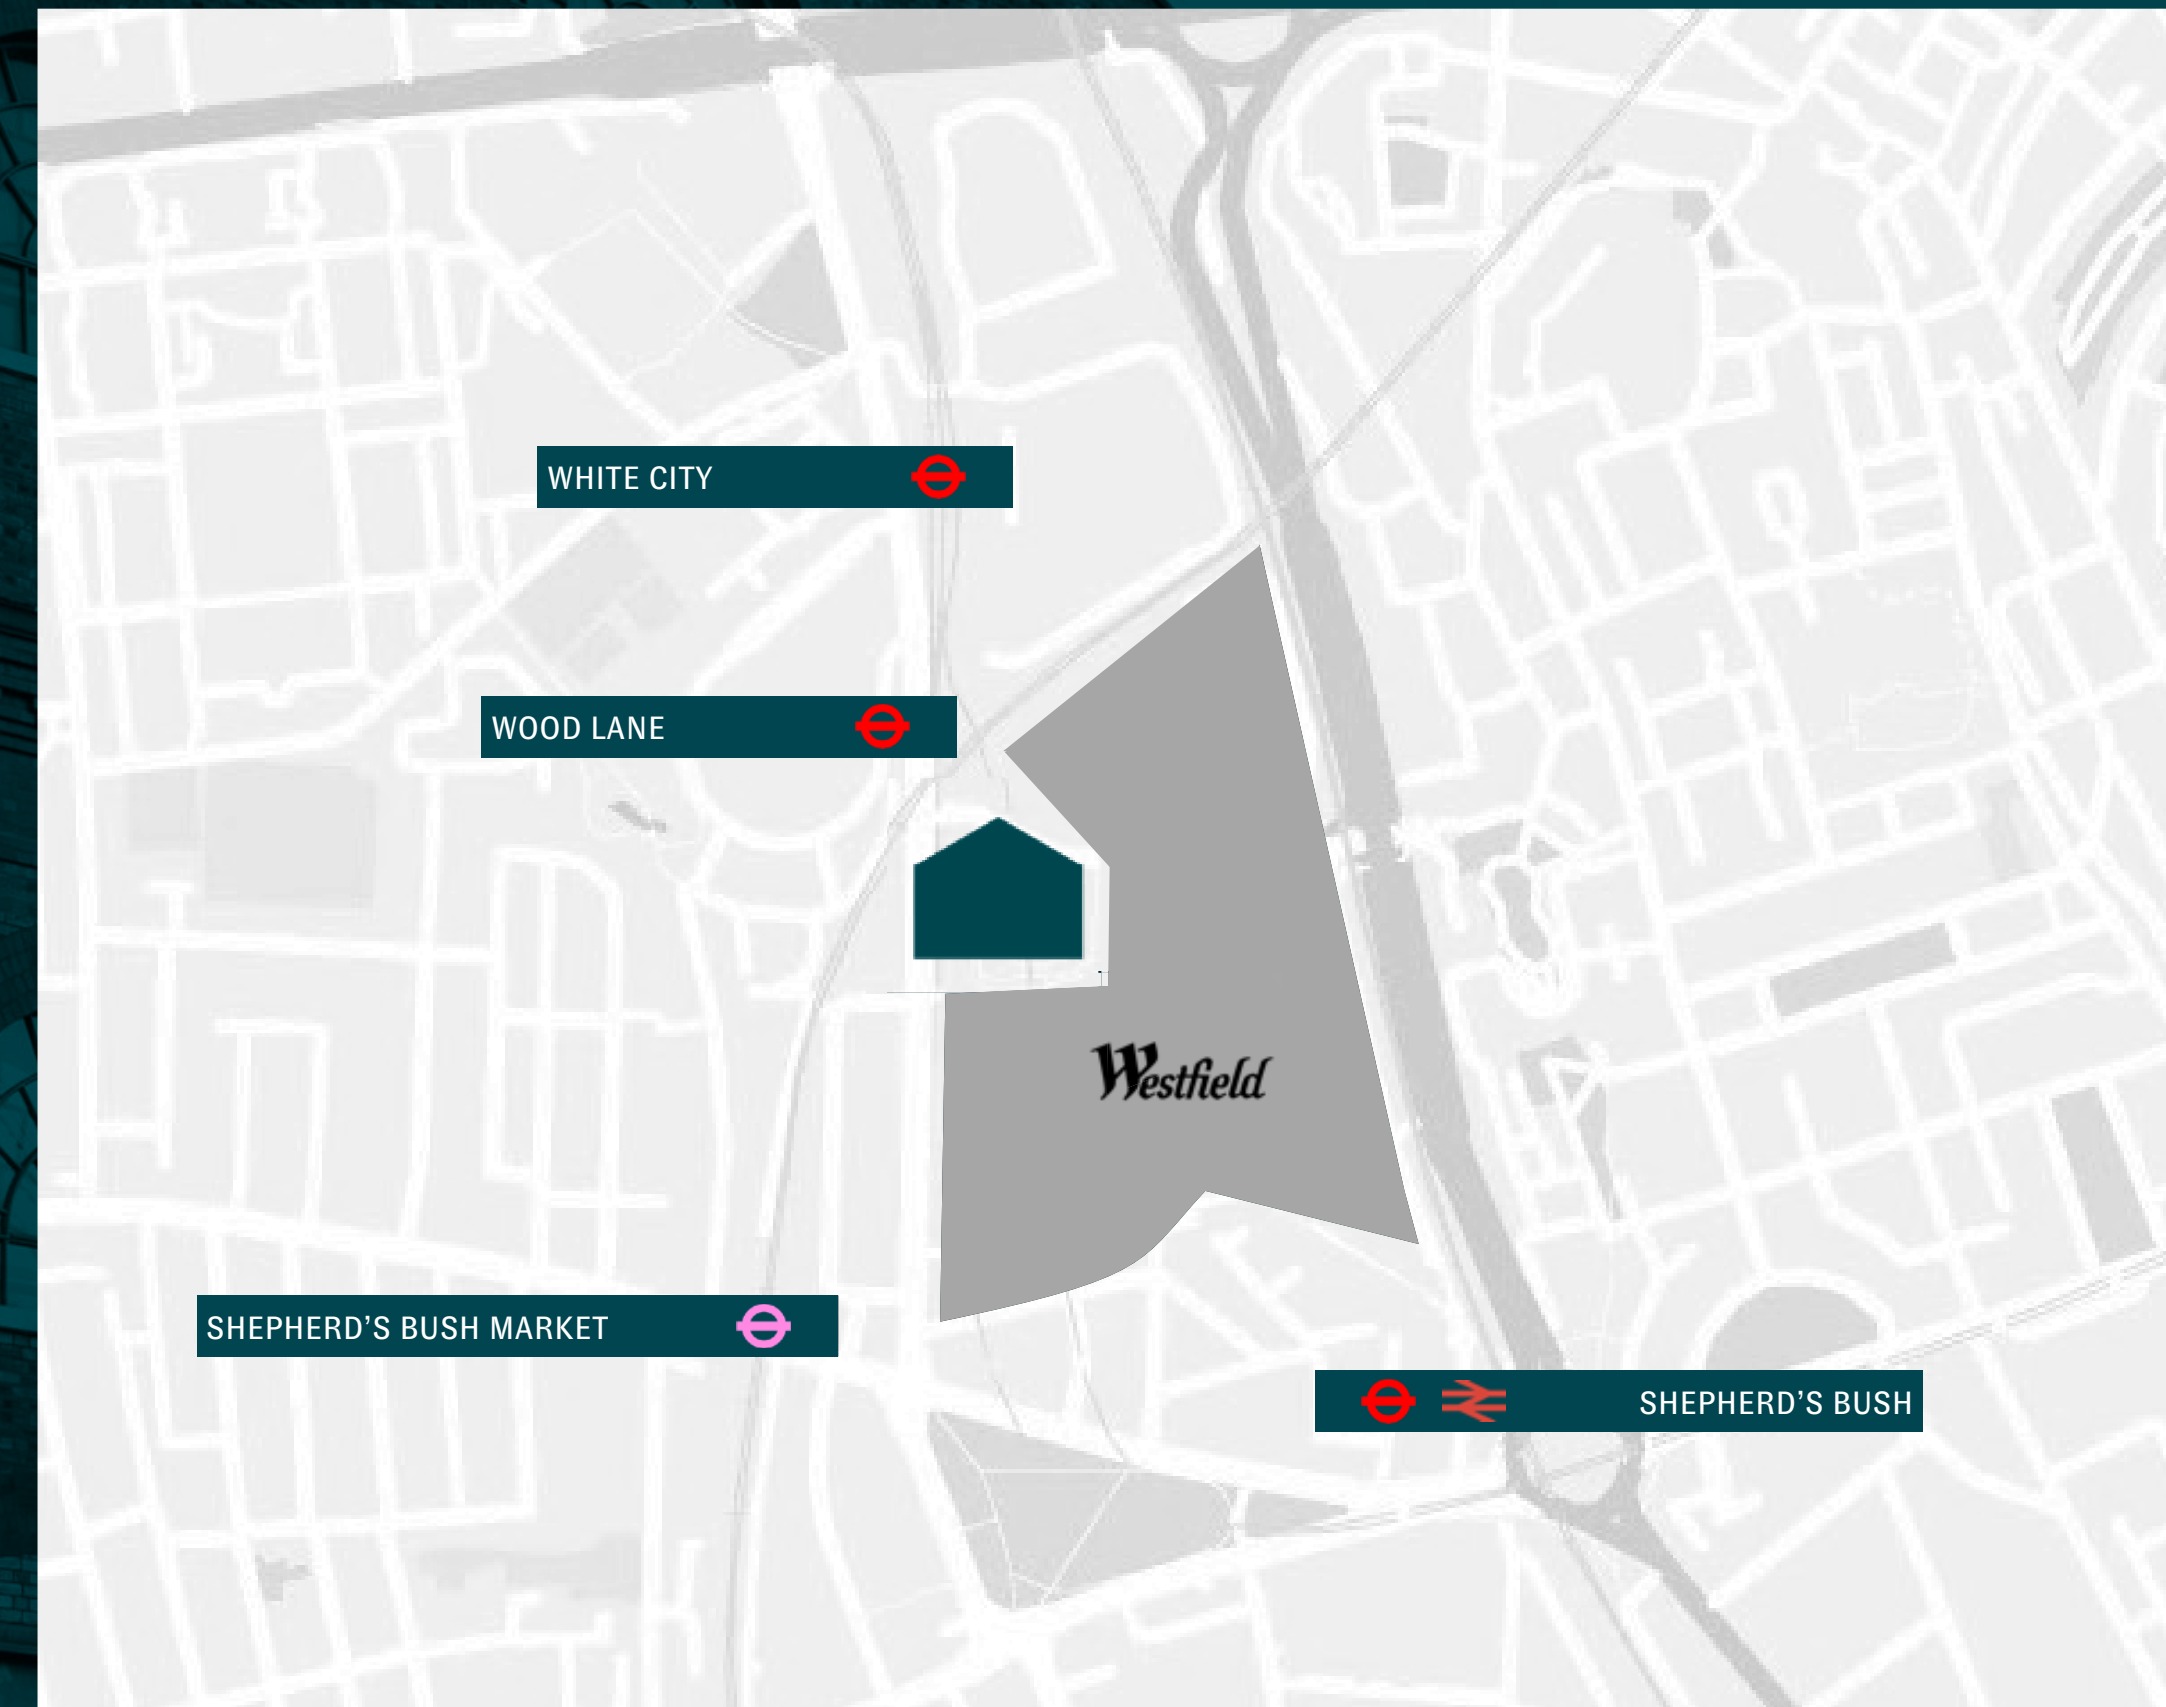 WHITE CITY
WOOD LANE
Westfield
SHEPHERD’S BUSH MARKET
SHEPHERD’S BUSH